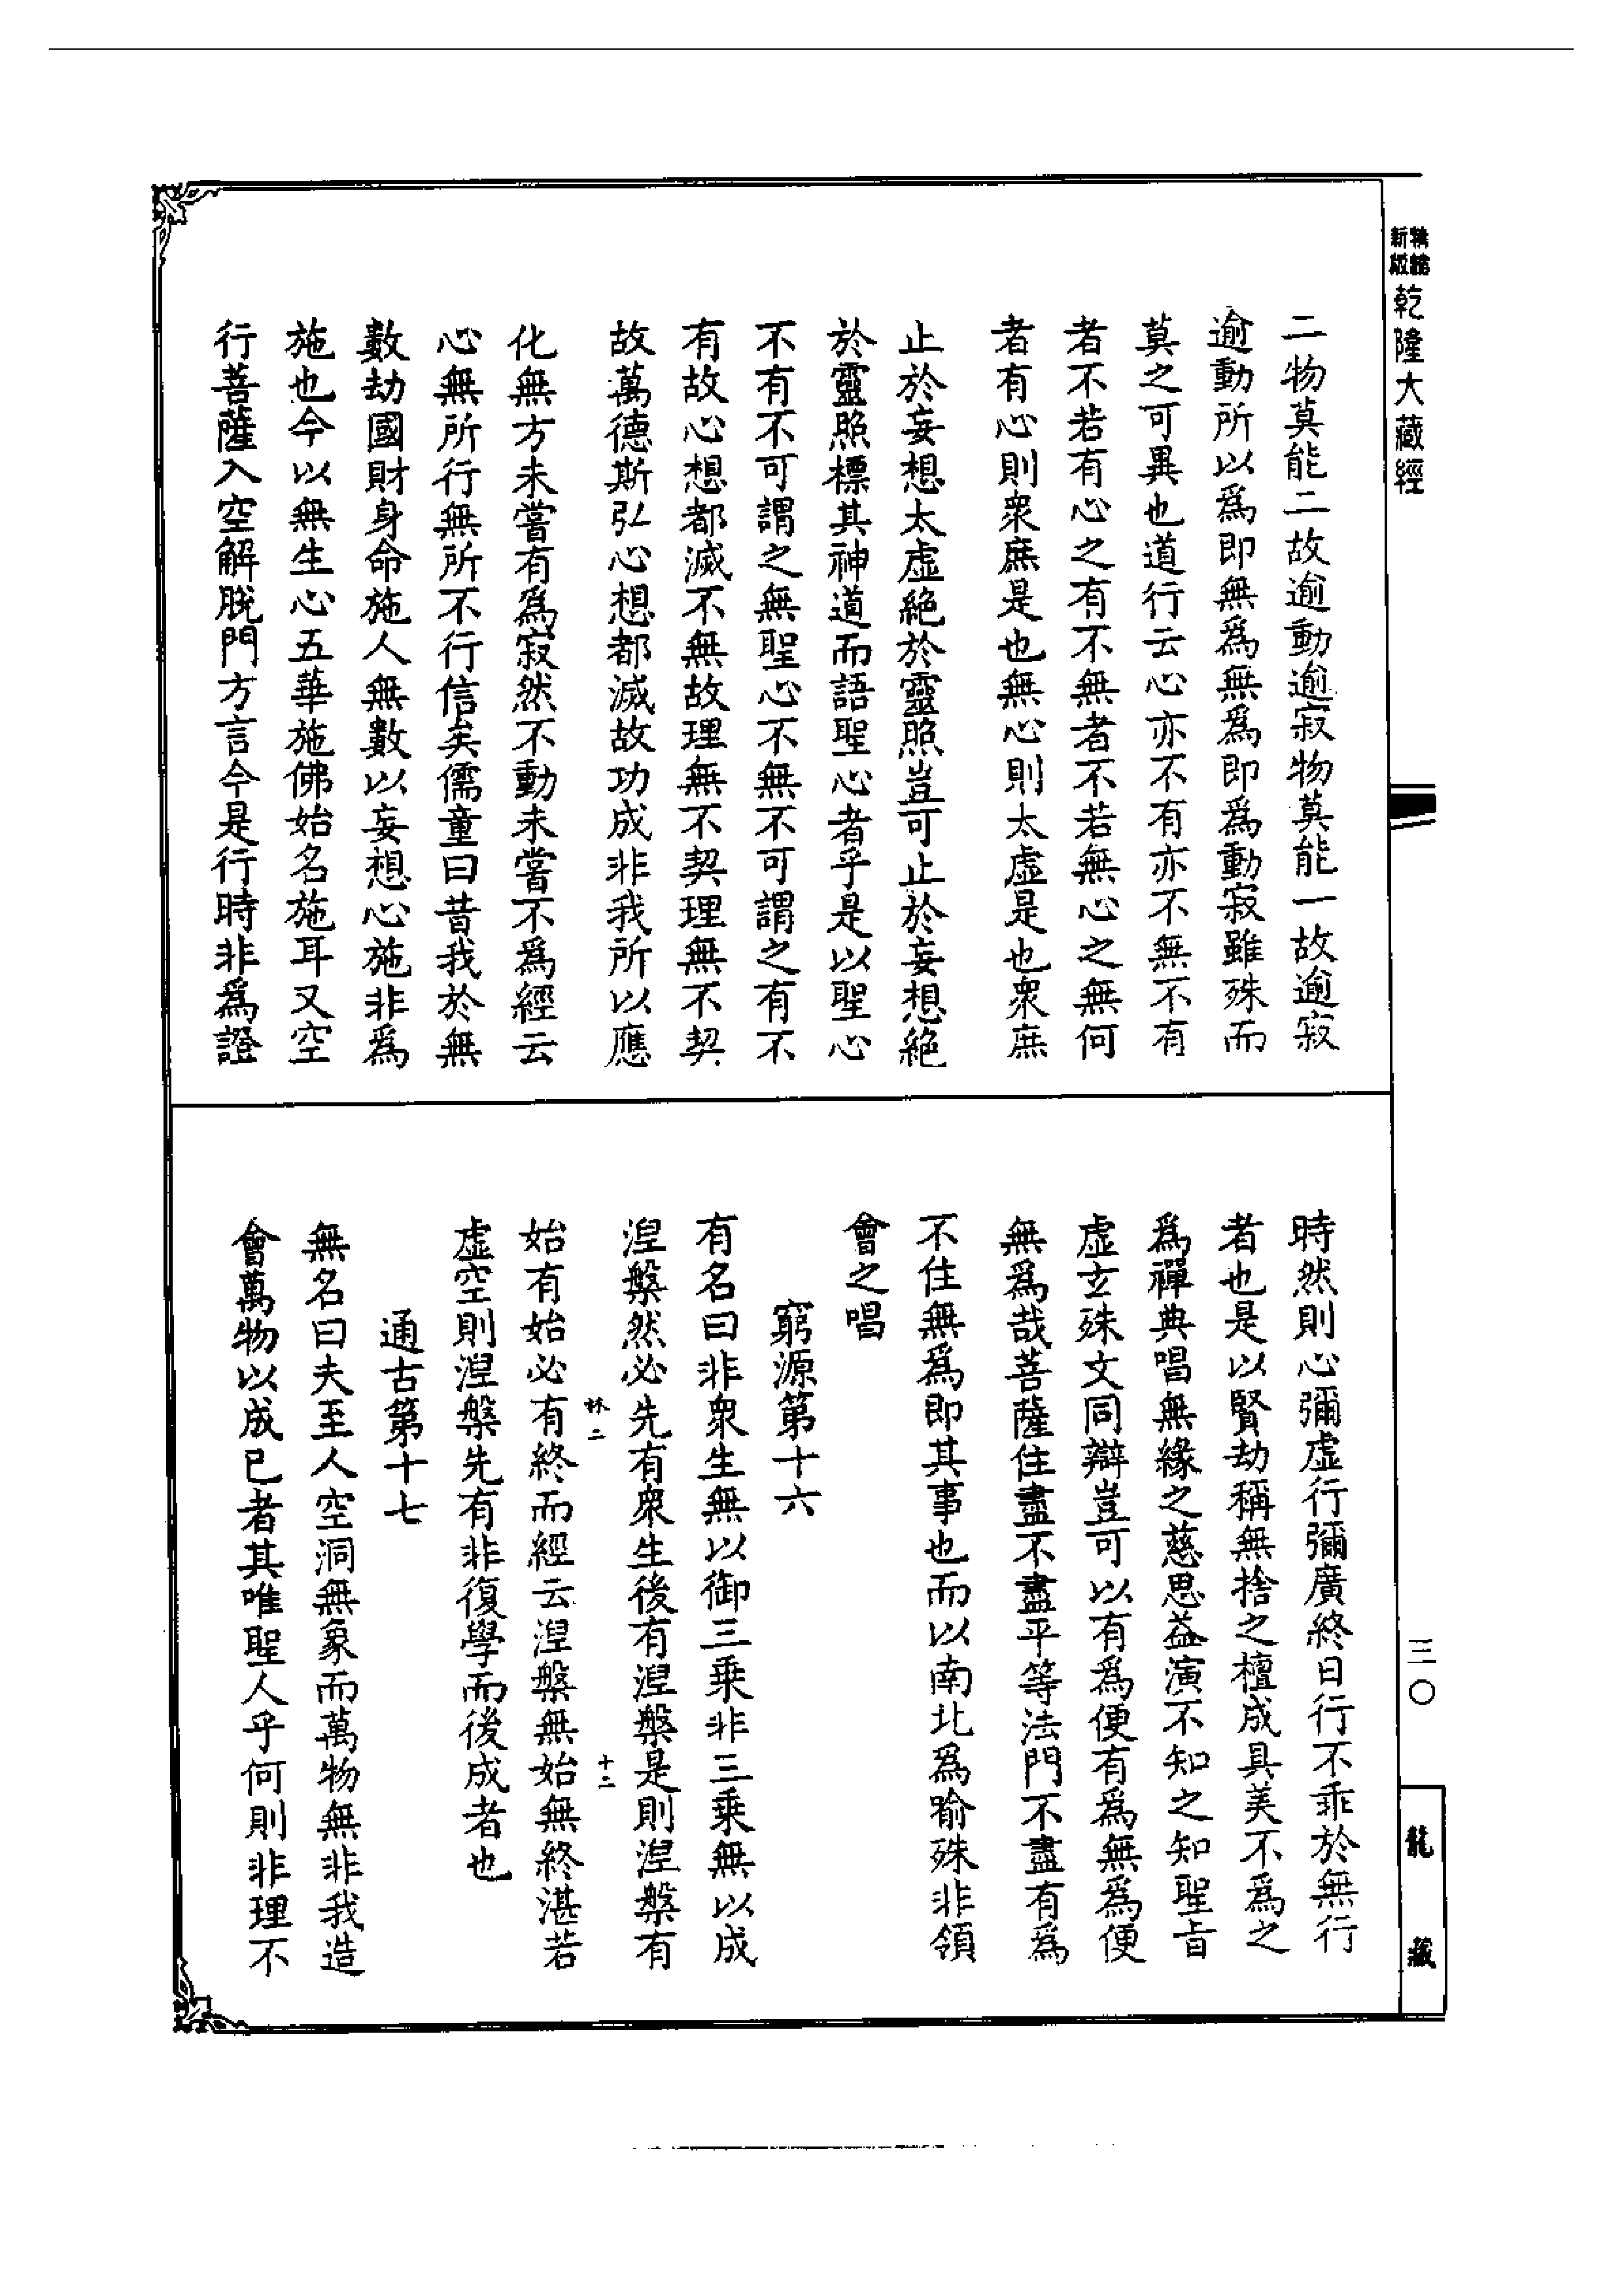 新版
精縮
乾隆大藏經
二物莫能二故逾動逾寂物莫能一故逾寂
逾動所以爲即無爲無爲即爲動寂雖殊而
莫之可異也道行云心亦不有亦不無不有
者不若有心之有不無者不若無心之無何
者有心則衆庶是也無心則太虛是也衆庶
止於妄想太虛絕於靈照豈可止於妄想絕
於靈照標其神道而語聖心者乎是以聖心
不有不可謂之無聖心不無不可謂之有不
有故心想都滅不無故理無不契理無不契
故萬德斯弘心想都滅故功成非我所以應
化無方未嘗有爲寂然不動未嘗不爲經云
心無所行無所不行信矣儒童曰昔我於無
數劫國財身命施人無數以妄想心施非爲
施也今以無生心五華施佛始名施耳又空
行菩薩入空解脫門方言今是行時非爲證
時然則心彌虛行彌廣終日行不乖於無行
者也是以賢劫稱無捨之檀成具美不爲之
爲禪典唱無緣之慈思益演不知之知聖旨
虛玄殊文同辯豈可以有爲便有爲無爲便
無爲哉菩薩住盡不盡平等法門不盡有爲
不住無爲即其事也而以南北爲喻殊非領
會之唱
窮源第十六
有名曰非衆生無以御三乘非三乘無以成
涅槃然必先有衆生後有涅槃是則涅槃有
林二
十二
始有始必有終而經云涅槃無始無終湛若
虛空則涅槃先有非復學而後成者也
通古第十七
無名曰夫至人空洞無象而萬物無非我造
會萬物以成已者其唯聖人乎何則非理不
三〇
龍藏